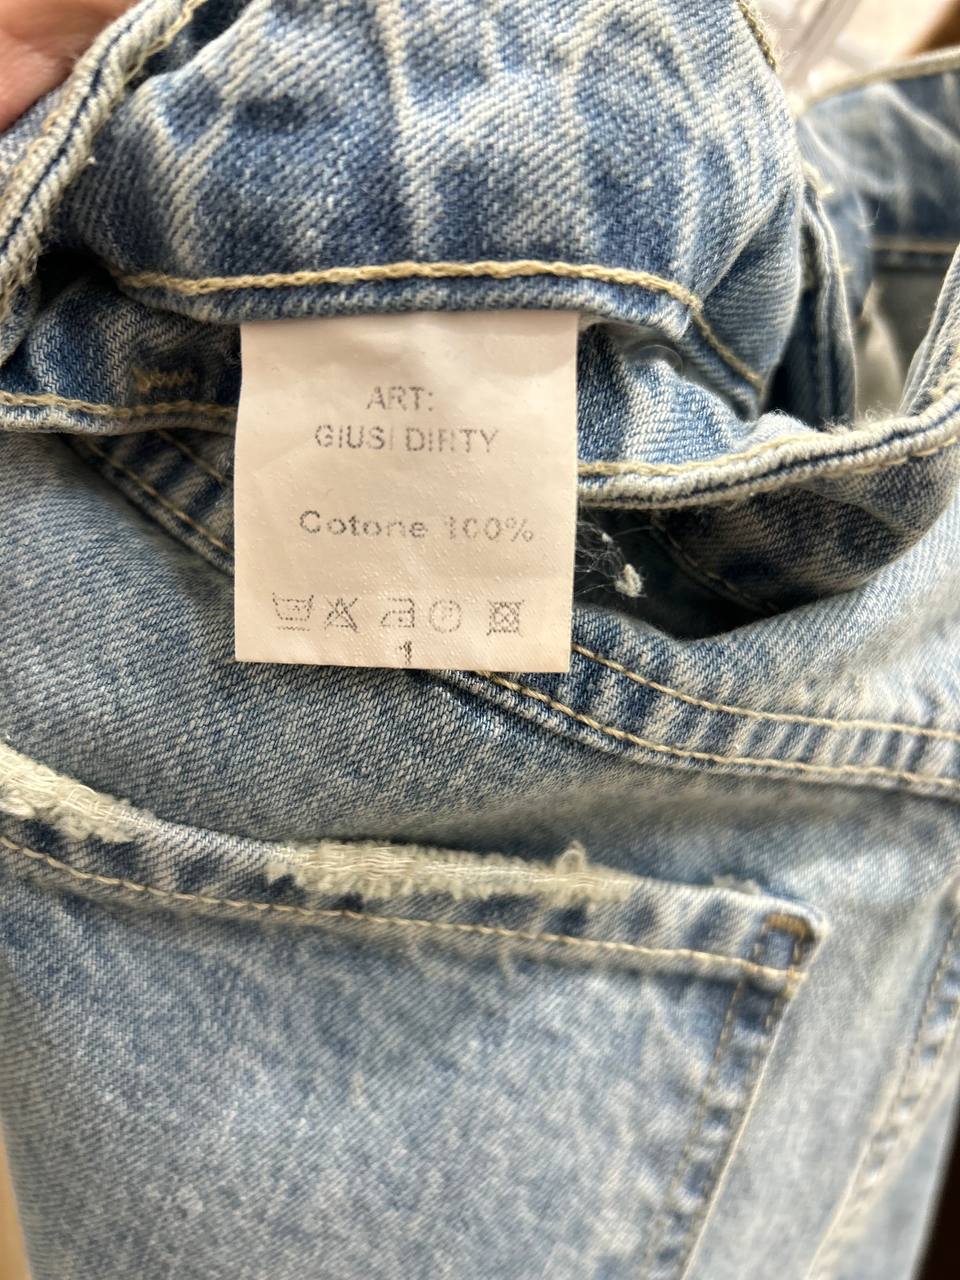 ART:
GIUSI DIRTY
Cotone 100%
1